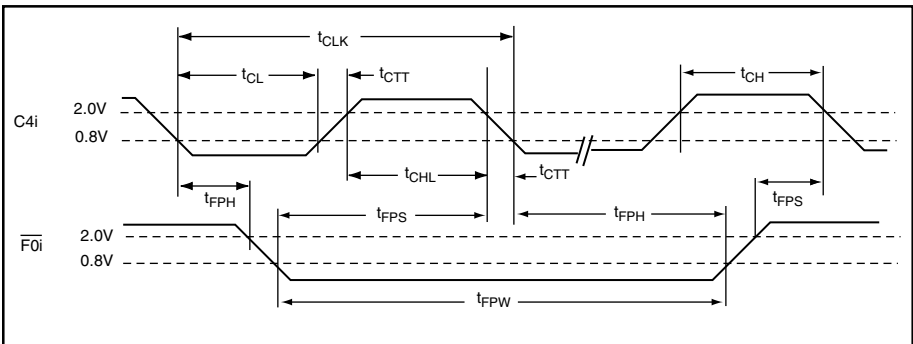 tCLK
tCL tCTT tCH
C4i 2.0V
0.8V
tCHL tCTT
tFPH tFPS
tFPS tFPH
F0i 2.0V
0.8V
tFPW